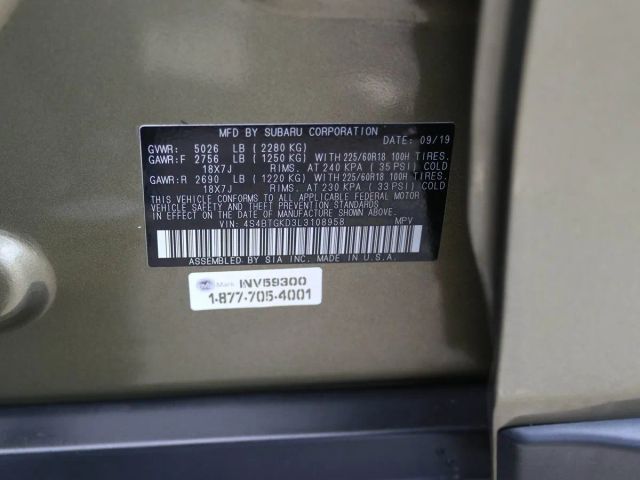 MFD BY SUBARU CORPORATION
DATE: 09/19
GVWR: 5026 LB (2280 KG)
GAWR:F 2756 LB (1250 KG) WITH 225/60R18 100H TIRES.
18X7J RIMS. AT 240 KPA (35 PSI) COLD
GAWR:R 2690 LB (1220 KG) WITH 225/60R18 100H TIRES.
18X7J RIMS. AT 230 KPA (33 PSI) COLD
THIS VEHICLE CONFORMS TO ALL APPLICABLE FEDERAL MOTOR
VEHICLE SAFETY AND THEFT PREVENTION STANDARDS
IN EFFECT ON THE DATE OF MANUFACTURE SHOWN ABOVE.
VIN: 4S4BTGKD3L3108958 MPV
ASSEMBLED BY SIA INC. MADE IN U.S.A.
Mark INV59300
1-877-705-4001